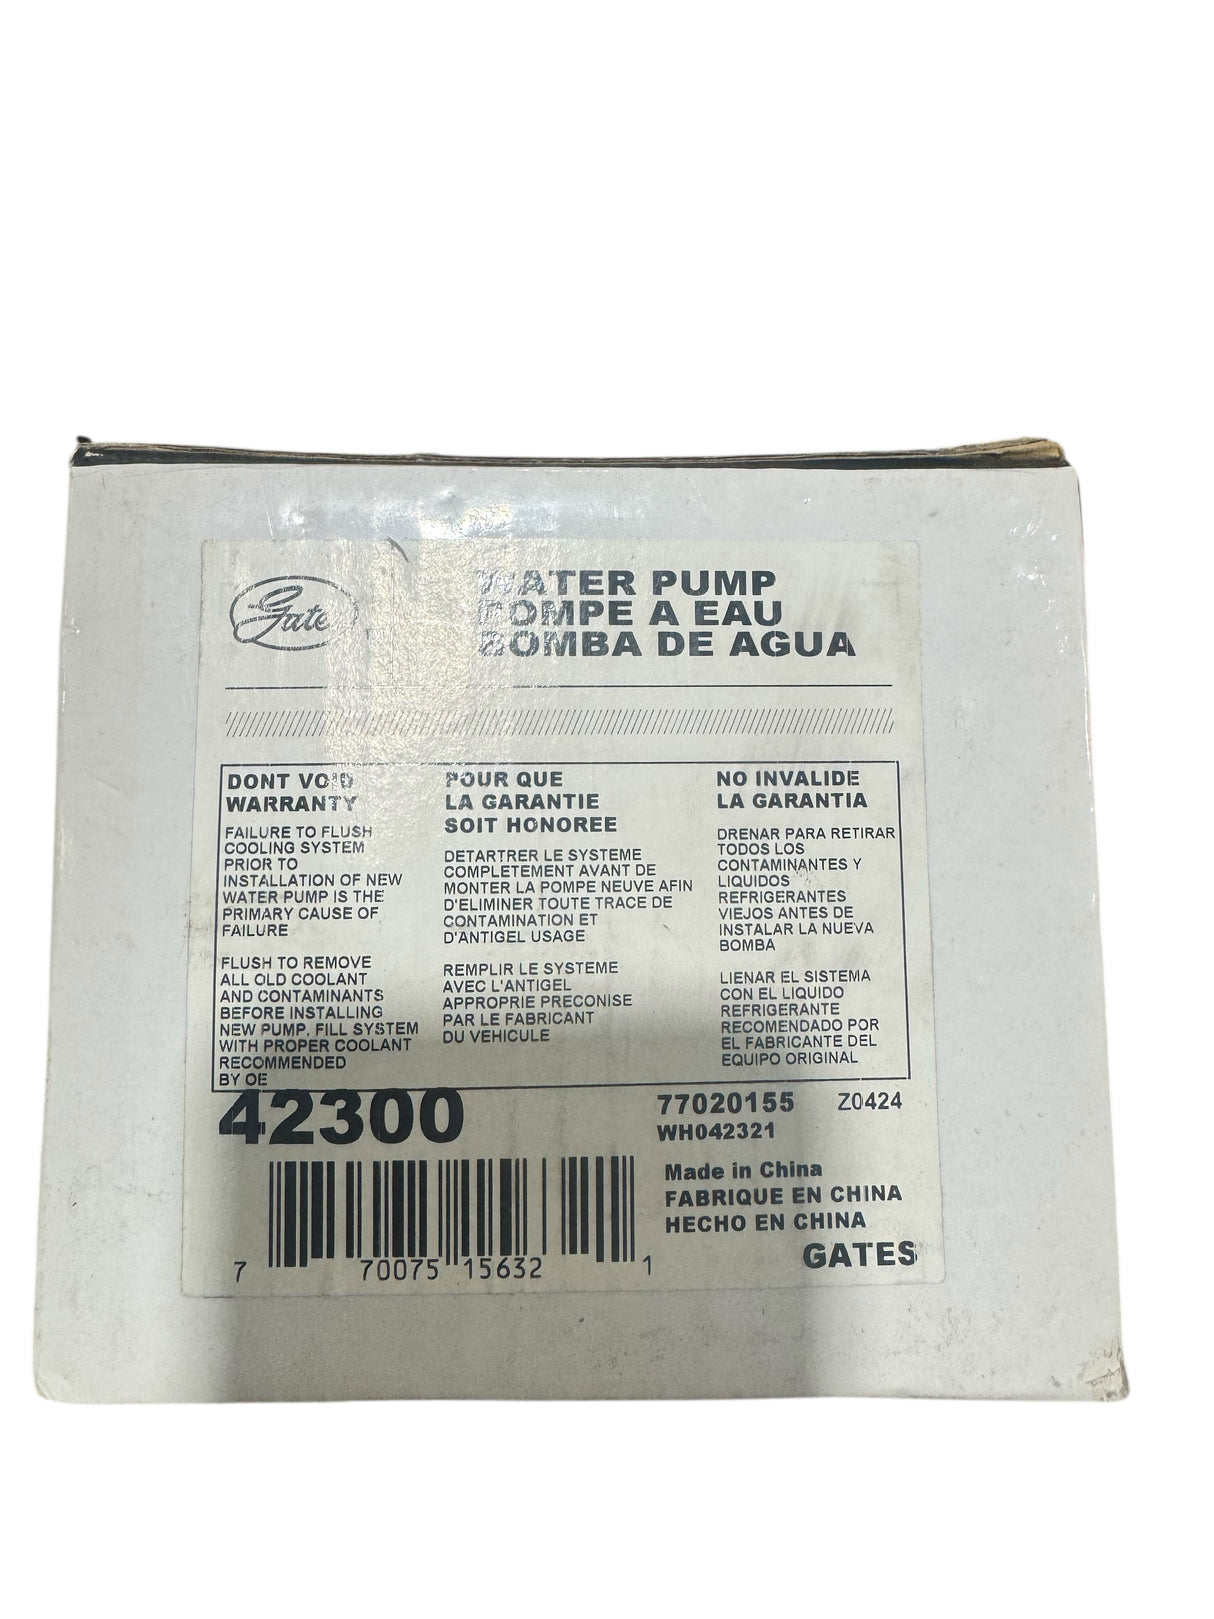 Gates
WATER PUMP
POMPE A EAU
BOMBA DE AGUA
DONT VOID
WARRANTY
FAILURE TO FLUSH
COOLING SYSTEM
PRIOR TO
INSTALLATION OF NEW
WATER PUMP IS THE
PRIMARY CAUSE OF
FAILURE
FLUSH TO REMOVE
ALL OLD COOLANT
AND CONTAMINANTS
BEFORE INSTALLING
NEW PUMP. FILL SYSTEM
WITH PROPER COOLANT
RECOMMENDED
BY OE
POUR QUE
LA GARANTIE
SOIT HONOREE
DETARTRER LE SYSTEME
COMPLETEMENT AVANT DE
MONTER LA POMPE NEUVE AFIN
D'ELIMINER TOUTE TRACE DE
CONTAMINATION ET
D'ANTIGEL USAGE
REMPLIR LE SYSTEME
AVEC L'ANTIGEL
APPROPRIE PRECONISE
PAR LE FABRICANT
DU VEHICULE
NO INVALIDE
LA GARANTIA
DRENAR PARA RETIRAR
TODOS LOS
CONTAMINANTES Y
LIQUIDOS
REFRIGERANTES
VIEJOS ANTES DE
INSTALAR LA NUEVA
BOMBA
LIENAR EL SISTEMA
CON EL LIQUIDO
REFRIGERANTE
RECOMENDADO POR
EL FABRICANTE DEL
EQUIPO ORIGINAL
42300
77020155 Z0424
WH042321
Made in China
FABRIQUE EN CHINA
HECHO EN CHINA
GATES
7 70075 15632 1